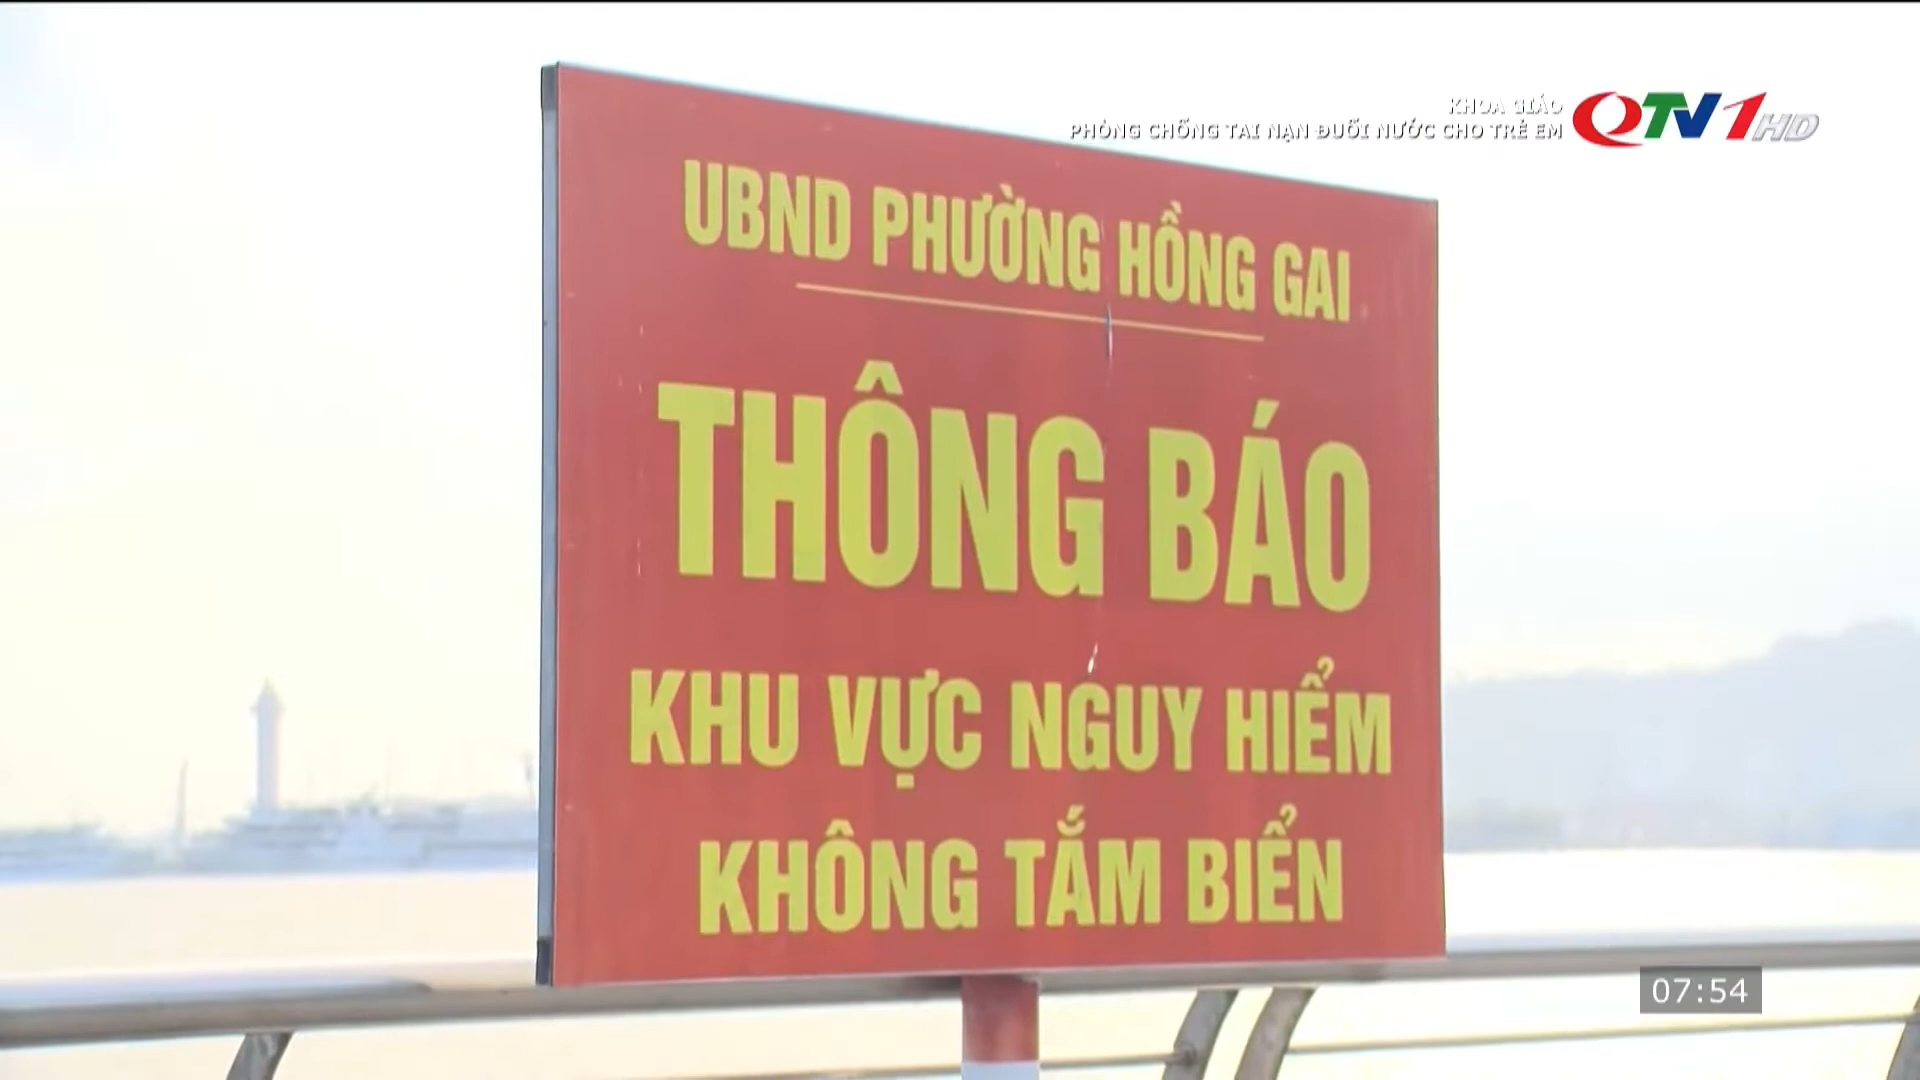 KHOA GIÁO
PHÒNG CHỐNG TAI NẠN ĐUỐI NƯỚC CHO TRẺ EM
QTV1HD
UBND PHƯỜNG HỒNG GAI
THÔNG BÁO
KHU VỰC NGUY HIỂM
KHÔNG TẮM BIỂN
07:54